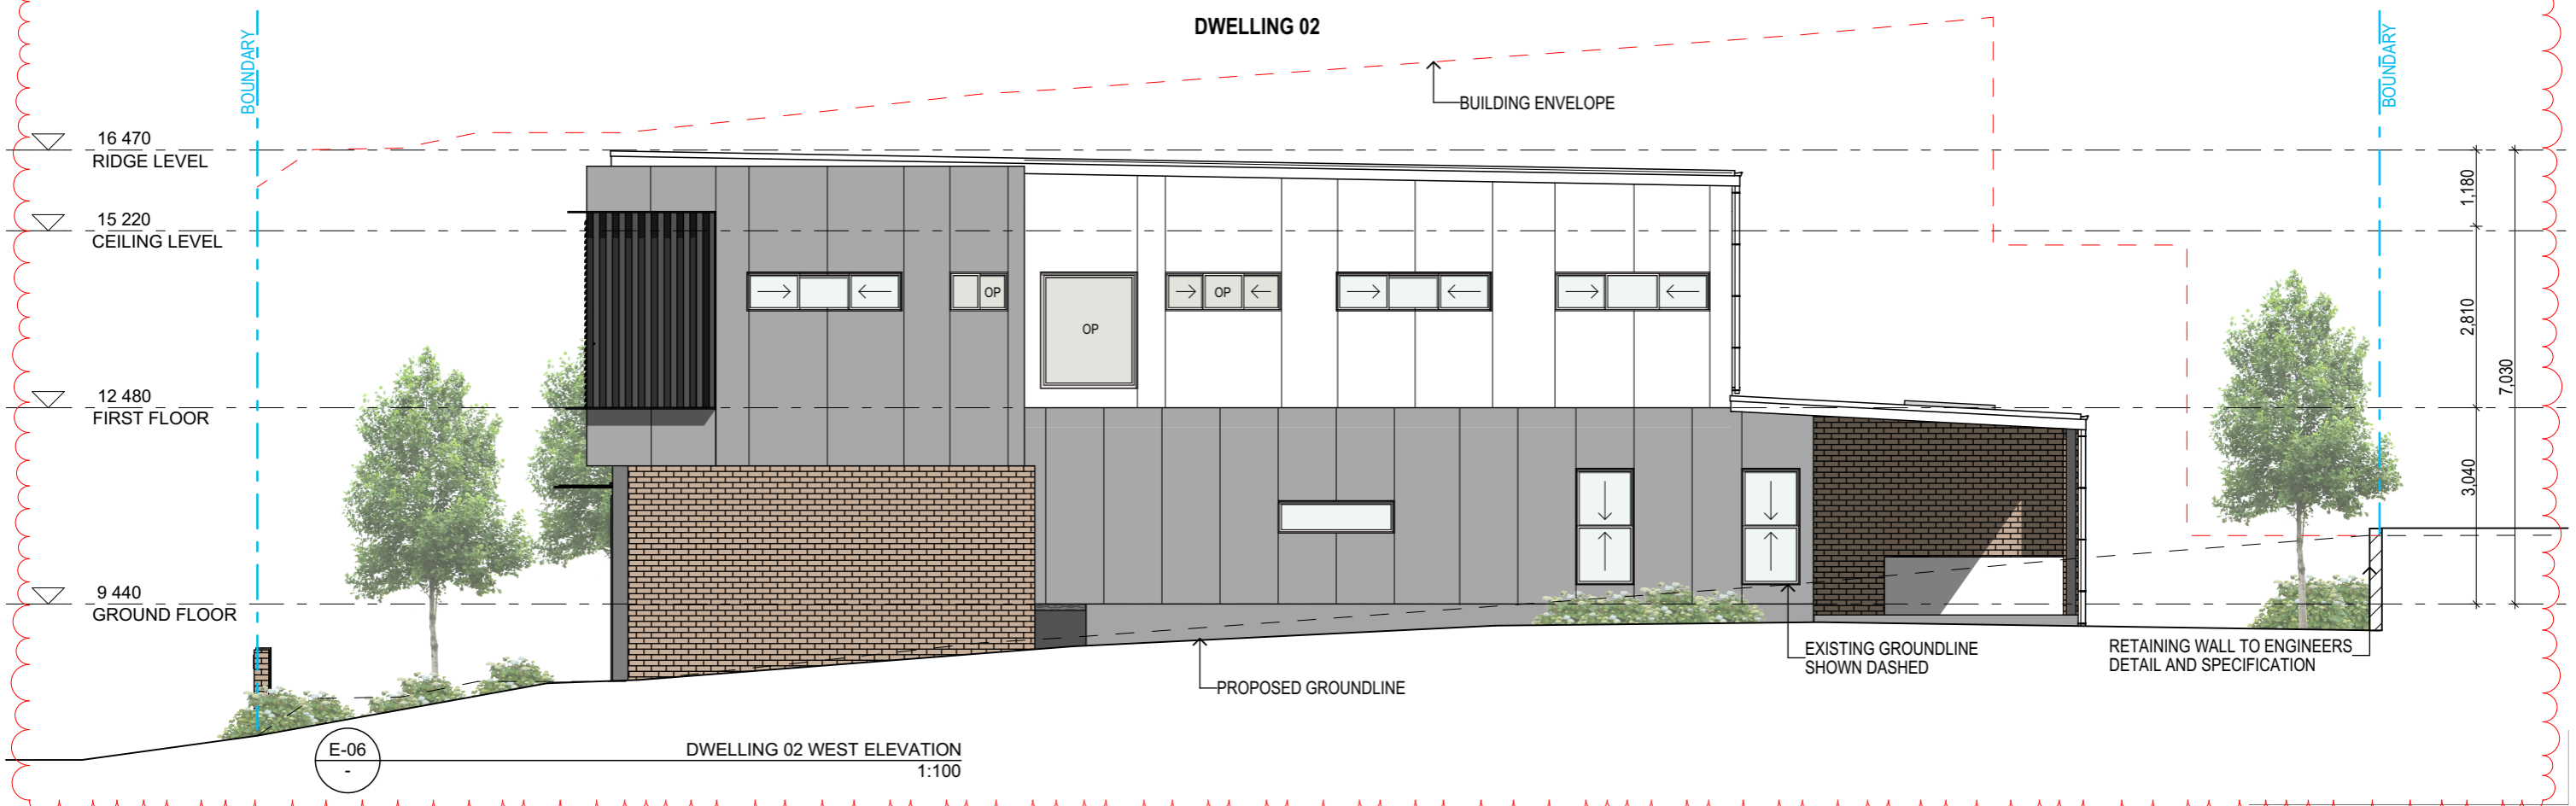 DWELLING 02
BOUNDARY
BOUNDARY
BUILDING ENVELOPE
16 470
RIDGE LEVEL
1,180
15 220
CEILING LEVEL
OP
OP
OP
2,810
7,030
12 480
FIRST FLOOR
3,040
9 440
GROUND FLOOR
EXISTING GROUNDLINE
SHOWN DASHED
RETAINING WALL TO ENGINEERS
DETAIL AND SPECIFICATION
PROPOSED GROUNDLINE
E-06
-
DWELLING 02 WEST ELEVATION
1:100